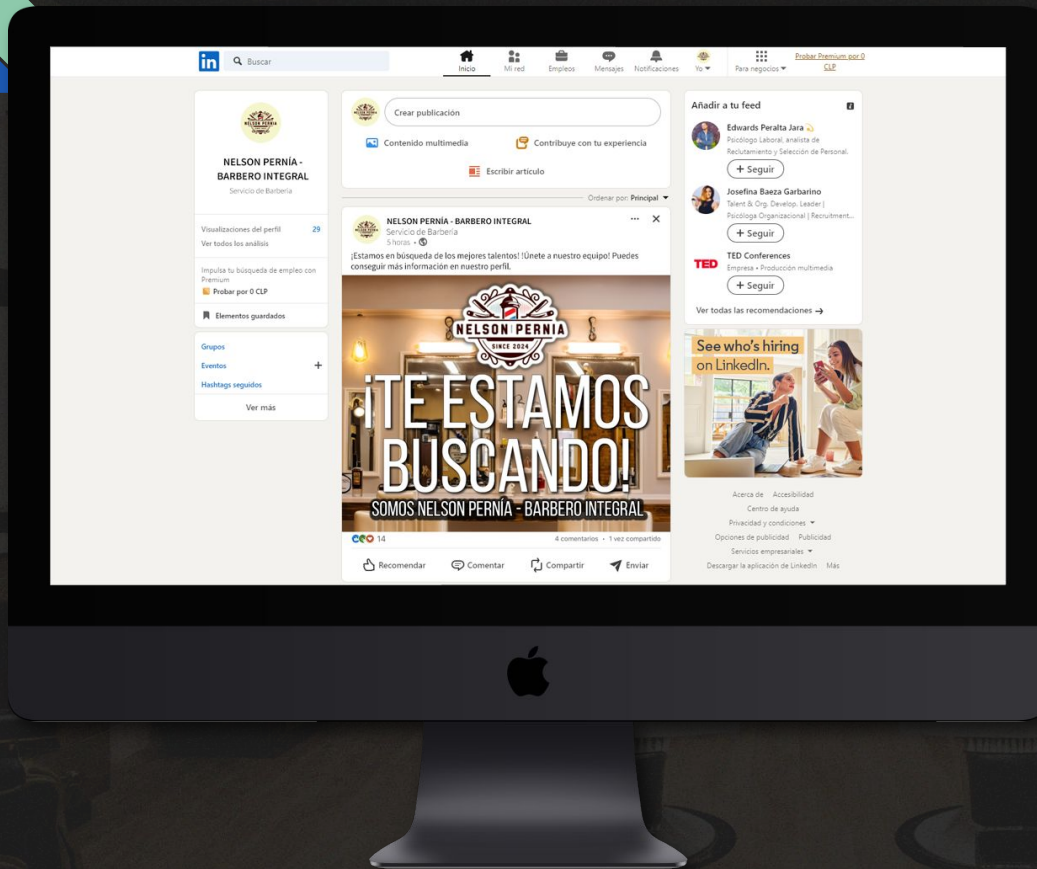 in
Buscar
Inicio
Mi red
Empleos
Mensajes
Notificaciones
Yo
Para negocios
Probar Premium por 0
CLP
NELSON PERNÍA -
BARBERO INTEGRAL
Servicio de Barbería
Visualizaciones del perfil 29
Ver todos los análisis
Impulsa tu búsqueda de empleo con
Premium
Probar por 0 CLP
Elementos guardados
Grupos
Eventos +
Hashtags seguidos
Ver más
Crear publicación
Contenido multimedia
Contribuye con tu experiencia
Escribir artículo
Ordenar por: Principal
NELSON PERNÍA - BARBERO INTEGRAL
Servicio de Barbería
5 horas •
¡Estamos en búsqueda de los mejores talentos! !Únete a nuestro equipo! Puedes
conseguir más información en nuestro perfil.
NELSON PERNIA
SINCE 2024
¡TE ESTAMOS
BUSCANDO!
SOMOS NELSON PERNÍA - BARBERO INTEGRAL
14
4 comentarios • 1 vez compartido
Recomendar
Comentar
Compartir
Enviar
Añadir a tu feed
Edwards Peralta Jara
Psicólogo Laboral, analista de
Reclutamiento y Selección de Personal.
+ Seguir
Josefina Baeza Garbarino
Talent & Org. Develop. Leader |
Psicóloga Organizacional | Recruitment...
+ Seguir
TED
TED Conferences
Empresa • Producción multimedia
+ Seguir
Ver todas las recomendaciones →
See who's hiring
on LinkedIn.
Acerca de Accesibilidad
Centro de ayuda
Privacidad y condiciones
Opciones de publicidad Publicidad
Servicios empresariales
Descargar la aplicación de LinkedIn Más